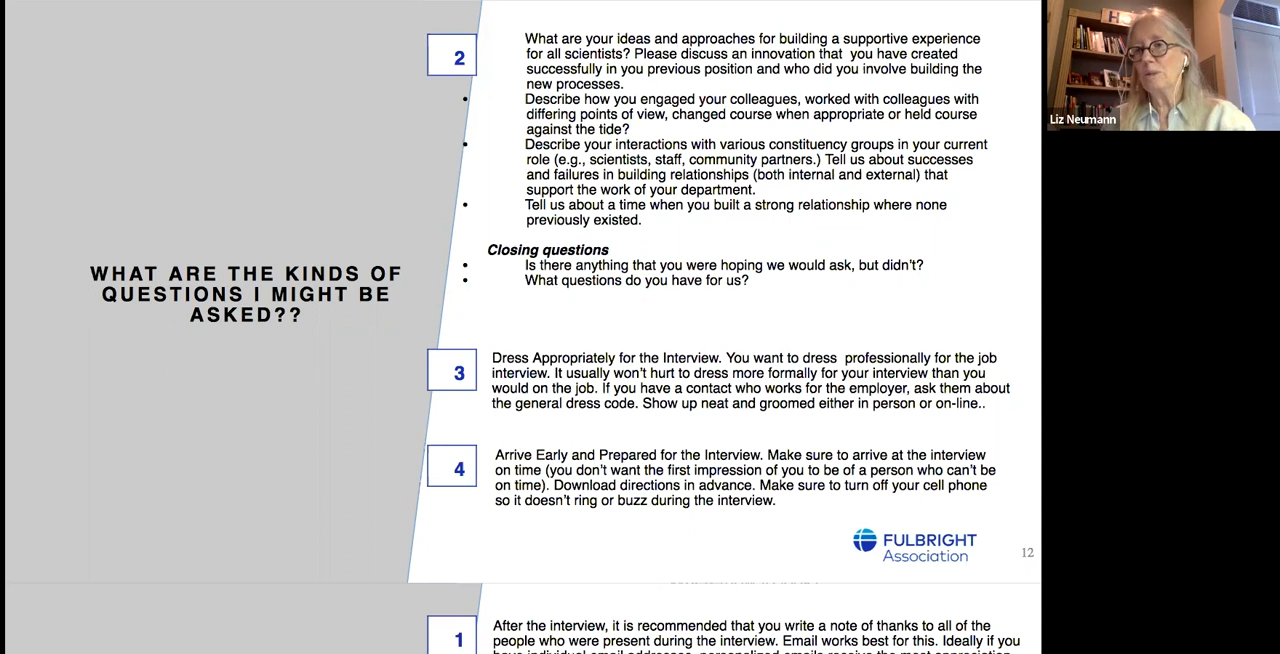 WHAT ARE THE KINDS OF
QUESTIONS I MIGHT BE
ASKED??
2
What are your ideas and approaches for building a supportive experience
for all scientists? Please discuss an innovation that you have created
successfully in you previous position and who did you involve building the
new processes.
• Describe how you engaged your colleagues, worked with colleagues with
differing points of view, changed course when appropriate or held course
against the tide?
• Describe your interactions with various constituency groups in your current
role (e.g., scientists, staff, community partners.) Tell us about successes
and failures in building relationships (both internal and external) that
support the work of your department.
• Tell us about a time when you built a strong relationship where none
previously existed.
Closing questions
• Is there anything that you were hoping we would ask, but didn't?
• What questions do you have for us?
3
Dress Appropriately for the Interview. You want to dress professionally for the job
interview. It usually won't hurt to dress more formally for your interview than you
would on the job. If you have a contact who works for the employer, ask them about
the general dress code. Show up neat and groomed either in person or on-line..
4
Arrive Early and Prepared for the Interview. Make sure to arrive at the interview
on time (you don't want the first impression of you to be of a person who can't be
on time). Download directions in advance. Make sure to turn off your cell phone
so it doesn't ring or buzz during the interview.
FULBRIGHT
Association
12
1
After the interview, it is recommended that you write a note of thanks to all of the
people who were present during the interview. Email works best for this. Ideally if you
Liz Neumann